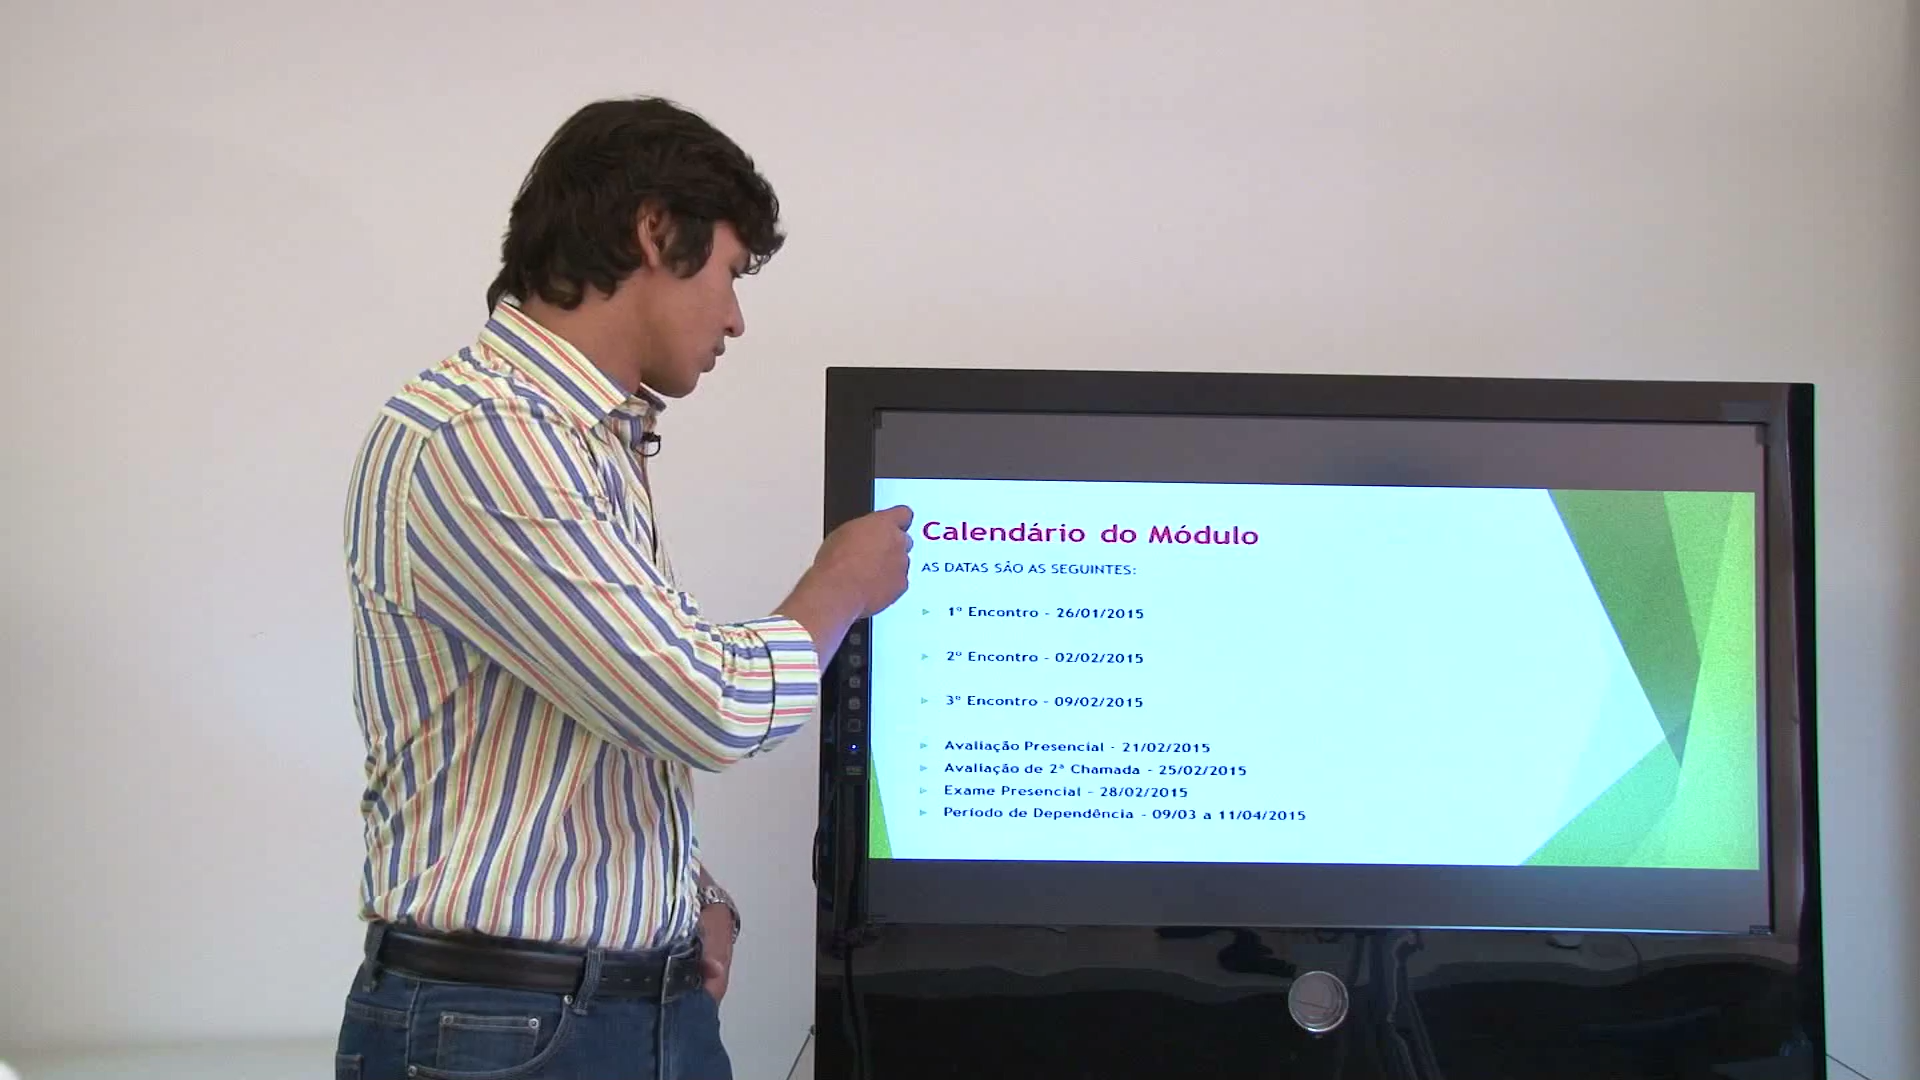 Calendário do Módulo
AS DATAS SÃO AS SEGUINTES:
1º Encontro - 26/01/2015
2º Encontro - 02/02/2015
3º Encontro - 09/02/2015
Avaliação Presencial - 21/02/2015
Avaliação de 2ª Chamada - 25/02/2015
Exame Presencial - 28/02/2015
Período de Dependência - 09/03 a 11/04/2015